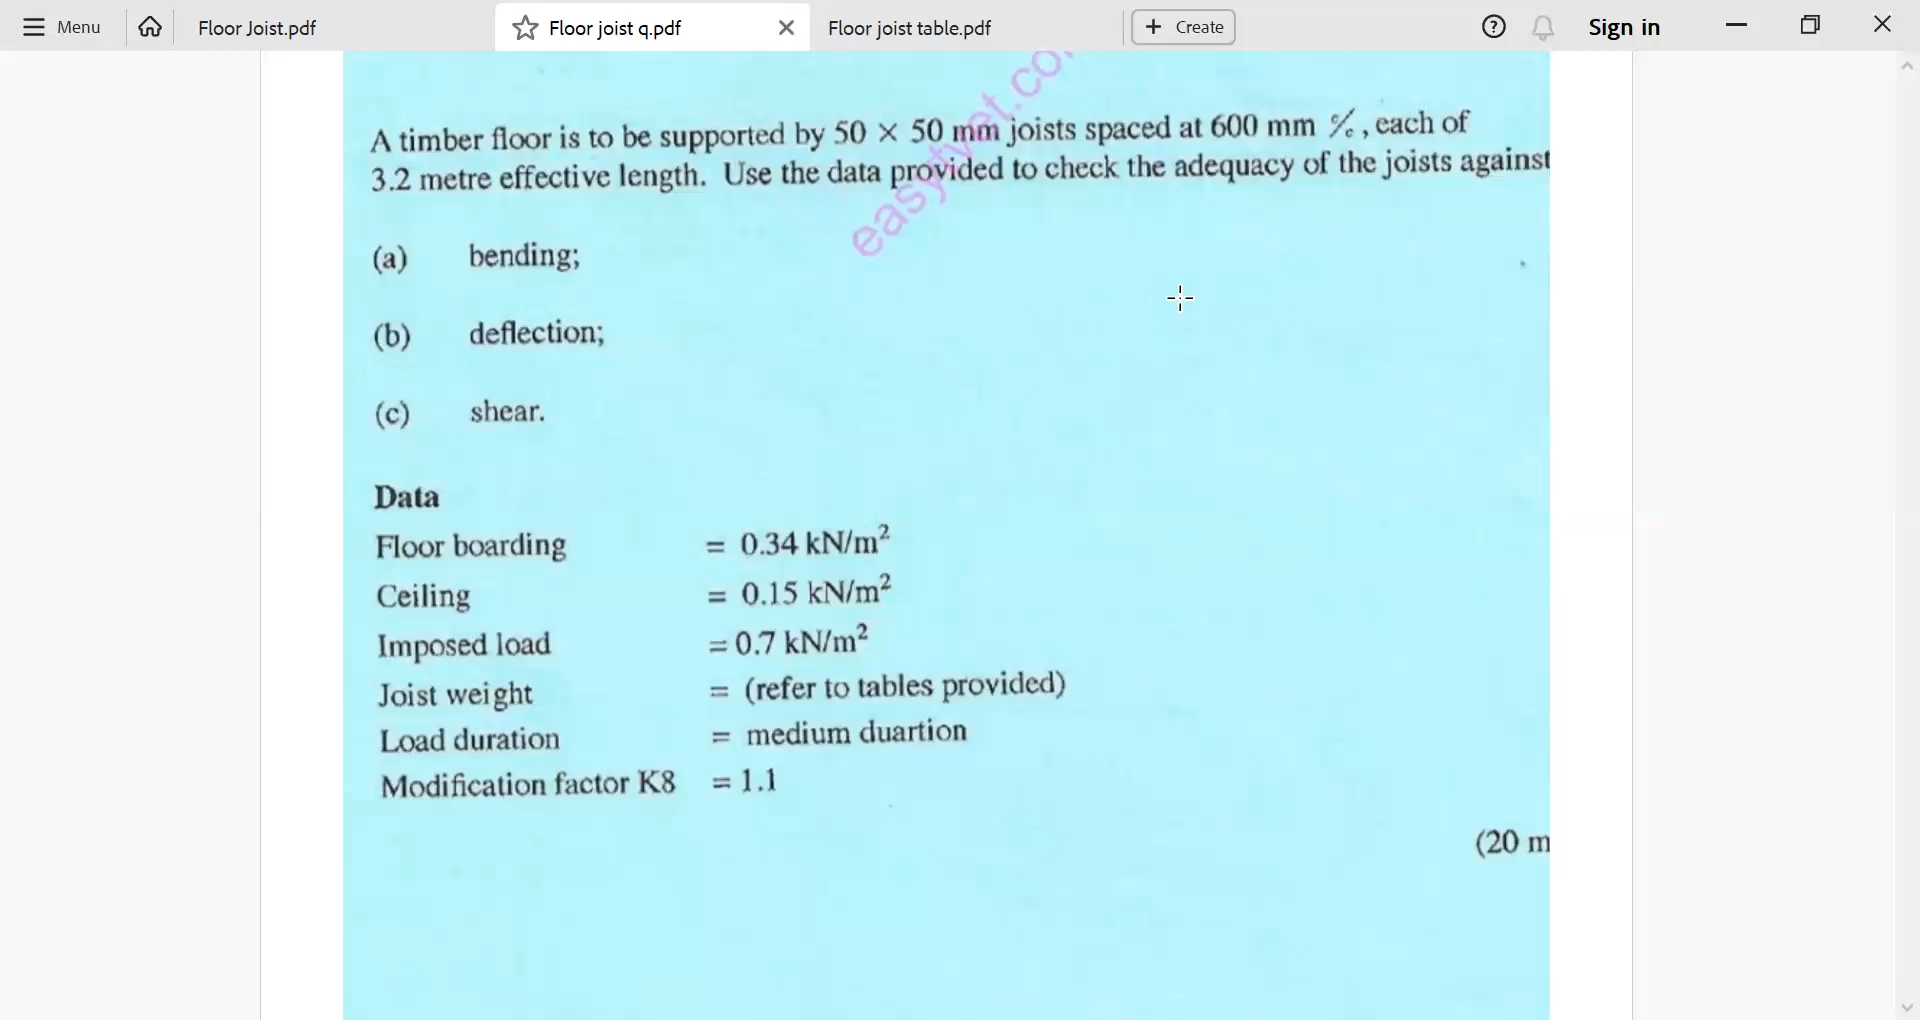 Menu
Floor Joist.pdf
Floor joist q.pdf
Floor joist table.pdf
Create
Sign in
easytvet.co
A timber floor is to be supported by 50 × 50 mm joists spaced at 600 mm %, each of
3.2 metre effective length. Use the data provided to check the adequacy of the joists against
(a) bending;
(b) deflection;
(c) shear.
Data
Floor boarding = 0.34 kN/m²
Ceiling = 0.15 kN/m²
Imposed load = 0.7 kN/m²
Joist weight = (refer to tables provided)
Load duration = medium duartion
Modification factor K8 = 1.1
(20 m